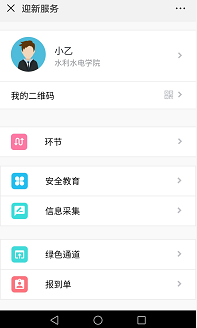 迎新服务
小乙
水利水电学院
我的二维码
环节
安全教育
信息采集
绿色通道
报到单